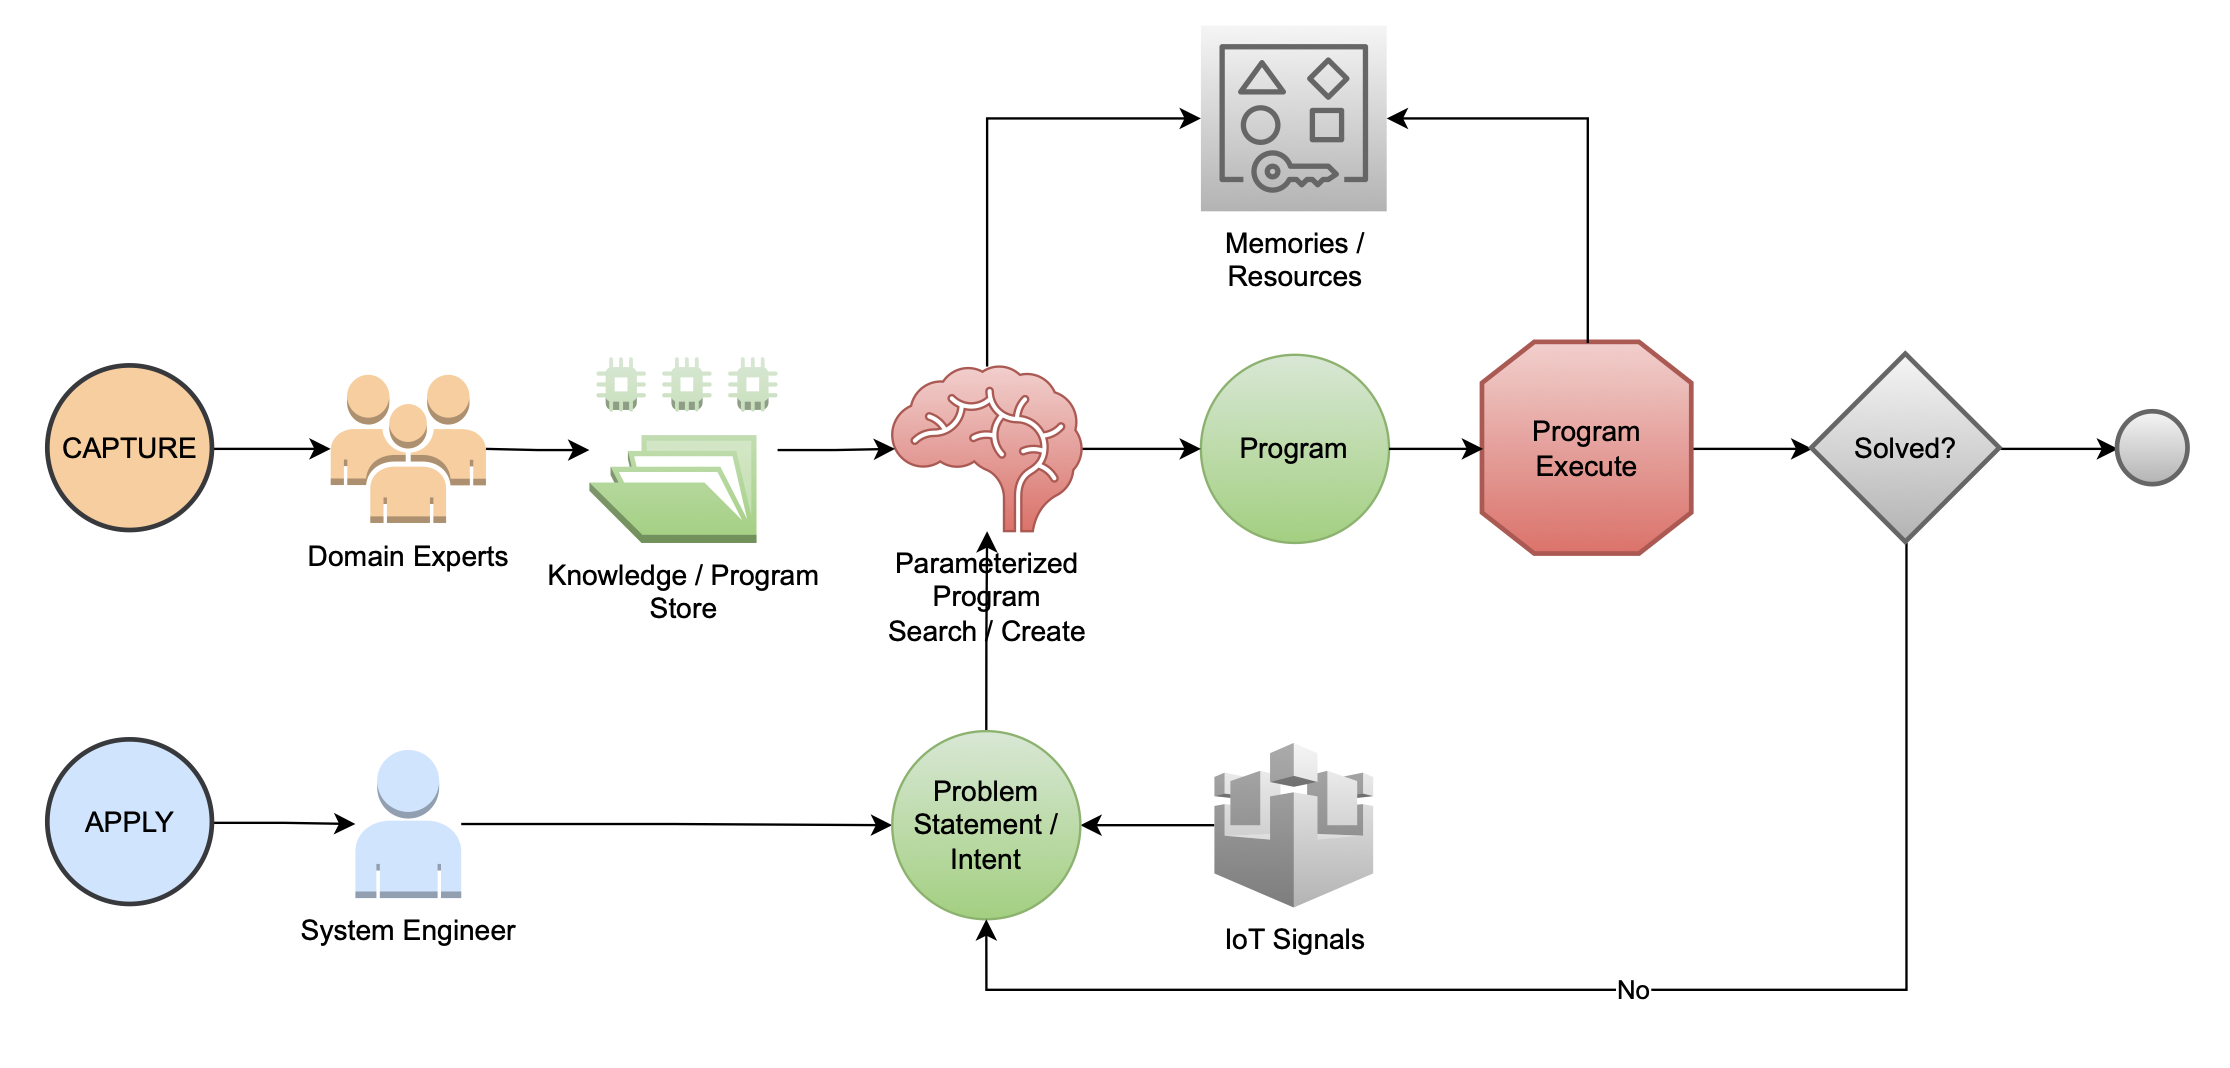 Memories /
Resources
CAPTURE
Domain Experts
Knowledge / Program
Store
Parameterized
Program
Search / Create
Program
Program
Execute
Solved?
APPLY
System Engineer
Problem
Statement /
Intent
IoT Signals
No